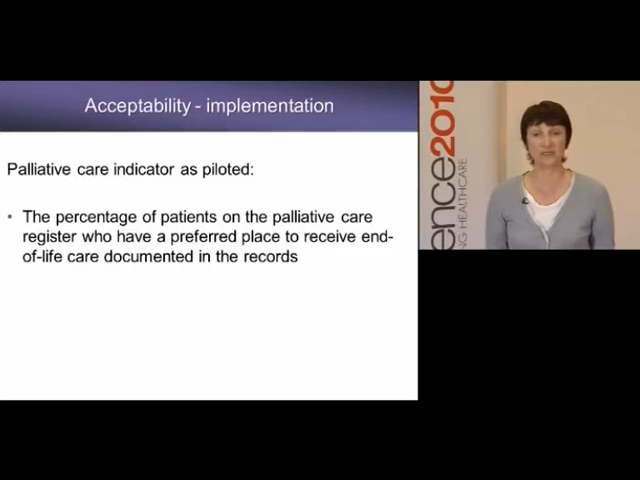 Acceptability - implementation
Palliative care indicator as piloted:
• The percentage of patients on the palliative care
register who have a preferred place to receive end-
of-life care documented in the records
ence2010
NG HEALTHCARE